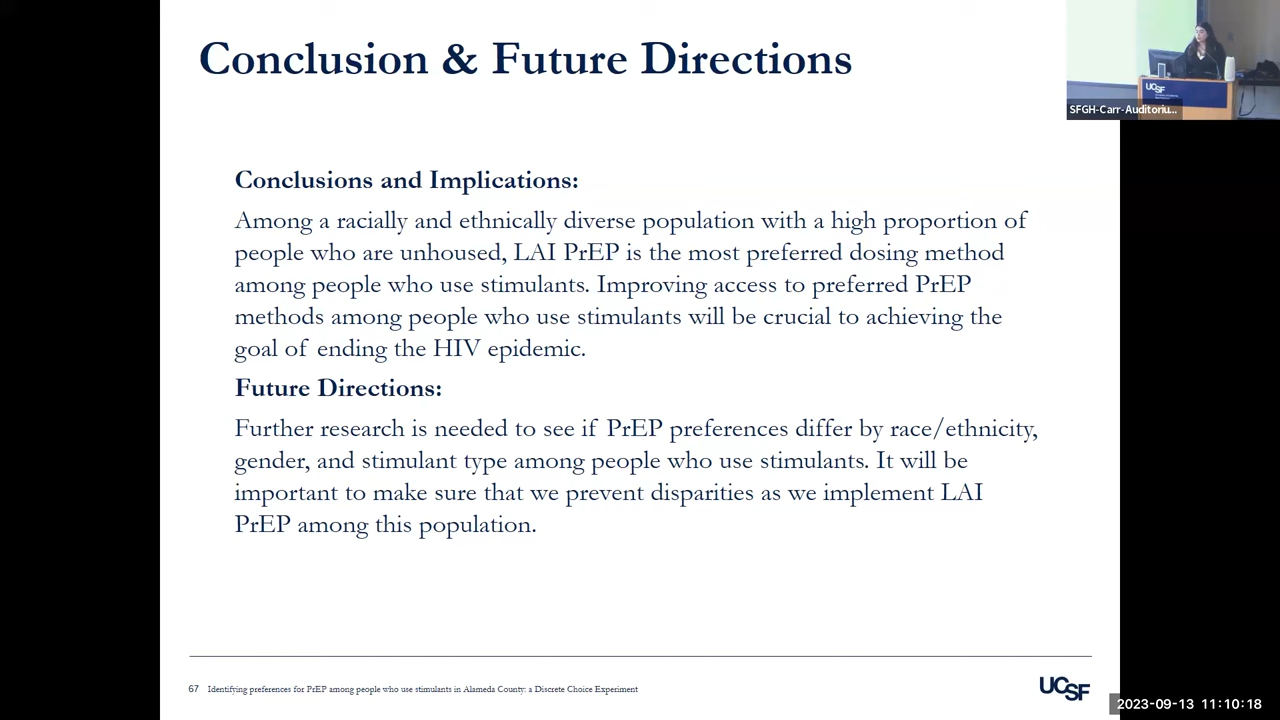 Conclusion & Future Directions
UCSF
SFGH-Carr-Auditoriu...
Conclusions and Implications:
Among a racially and ethnically diverse population with a high proportion of
people who are unhoused, LAI PrEP is the most preferred dosing method
among people who use stimulants. Improving access to preferred PrEP
methods among people who use stimulants will be crucial to achieving the
goal of ending the HIV epidemic.
Future Directions:
Further research is needed to see if PrEP preferences differ by race/ethnicity,
gender, and stimulant type among people who use stimulants. It will be
important to make sure that we prevent disparities as we implement LAI
PrEP among this population.
67 Identifying preferences for PrEP among people who use stimulants in Alameda County: a Discrete Choice Experiment
UCSF
2023-09-13 11:10:18